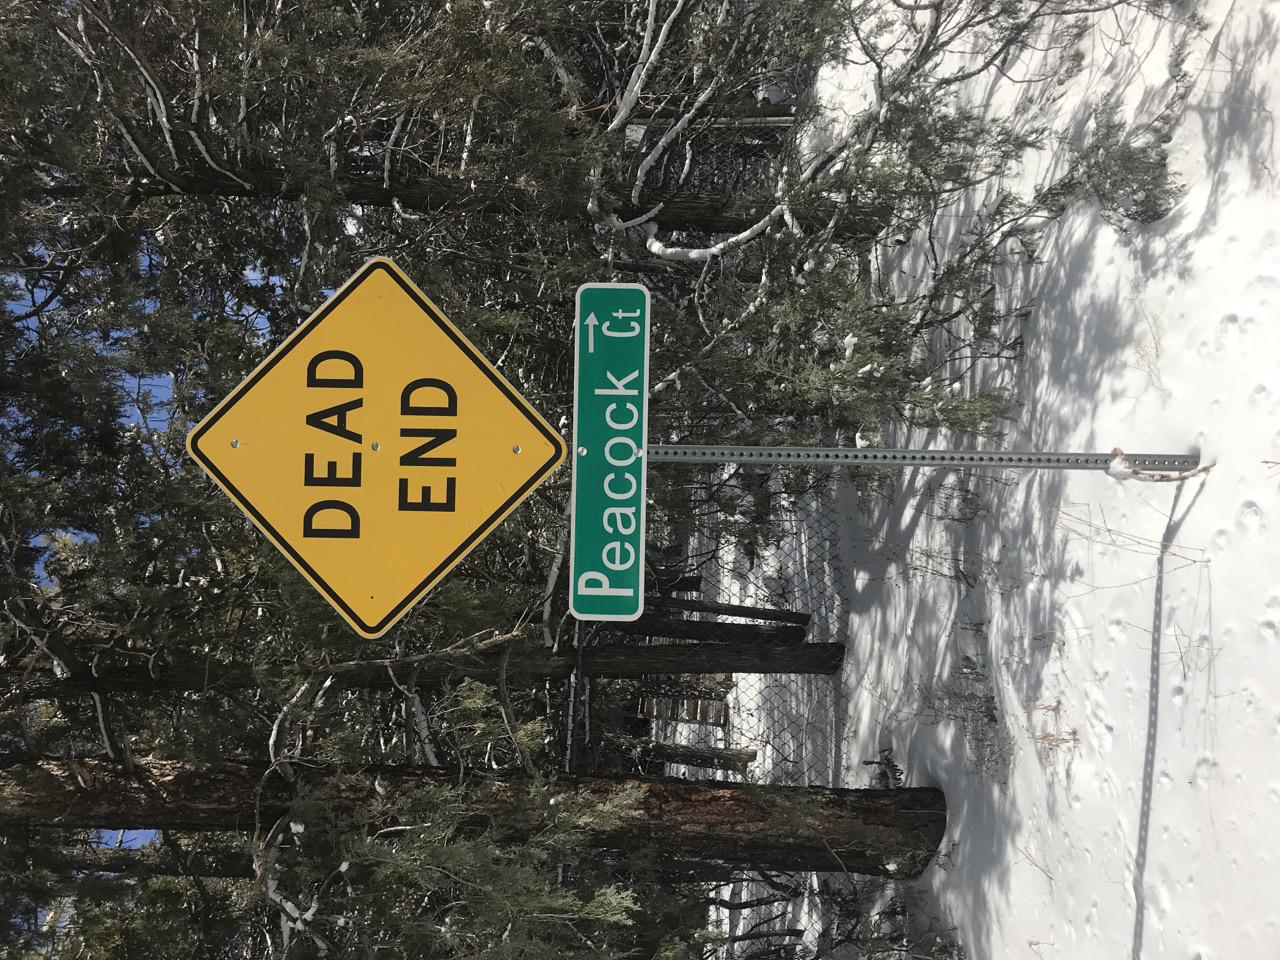 DEAD
END
Peacock Ct →